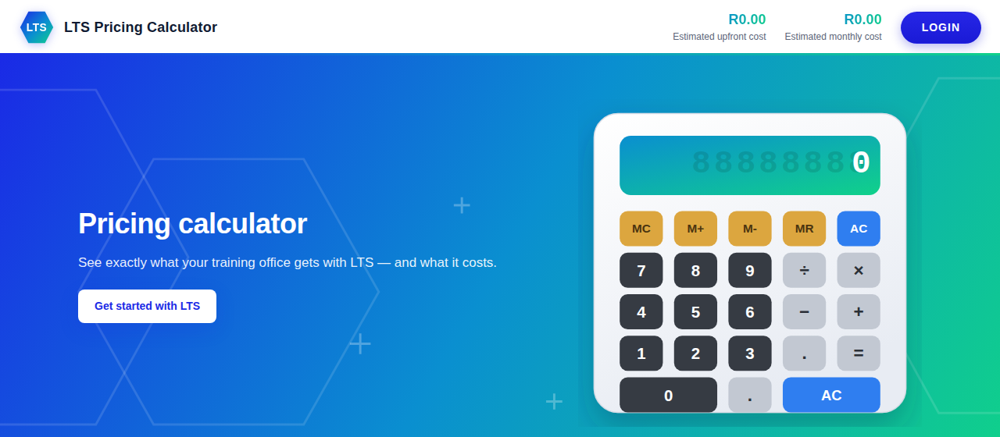 LTS
LTS Pricing Calculator
R0.00
Estimated upfront cost
R0.00
Estimated monthly cost
LOGIN
Pricing calculator
See exactly what your training office gets with LTS — and what it costs.
Get started with LTS
88888880
MC M+ M- MR AC
7 8 9 ÷ ×
4 5 6 − +
1 2 3 . =
0 . AC